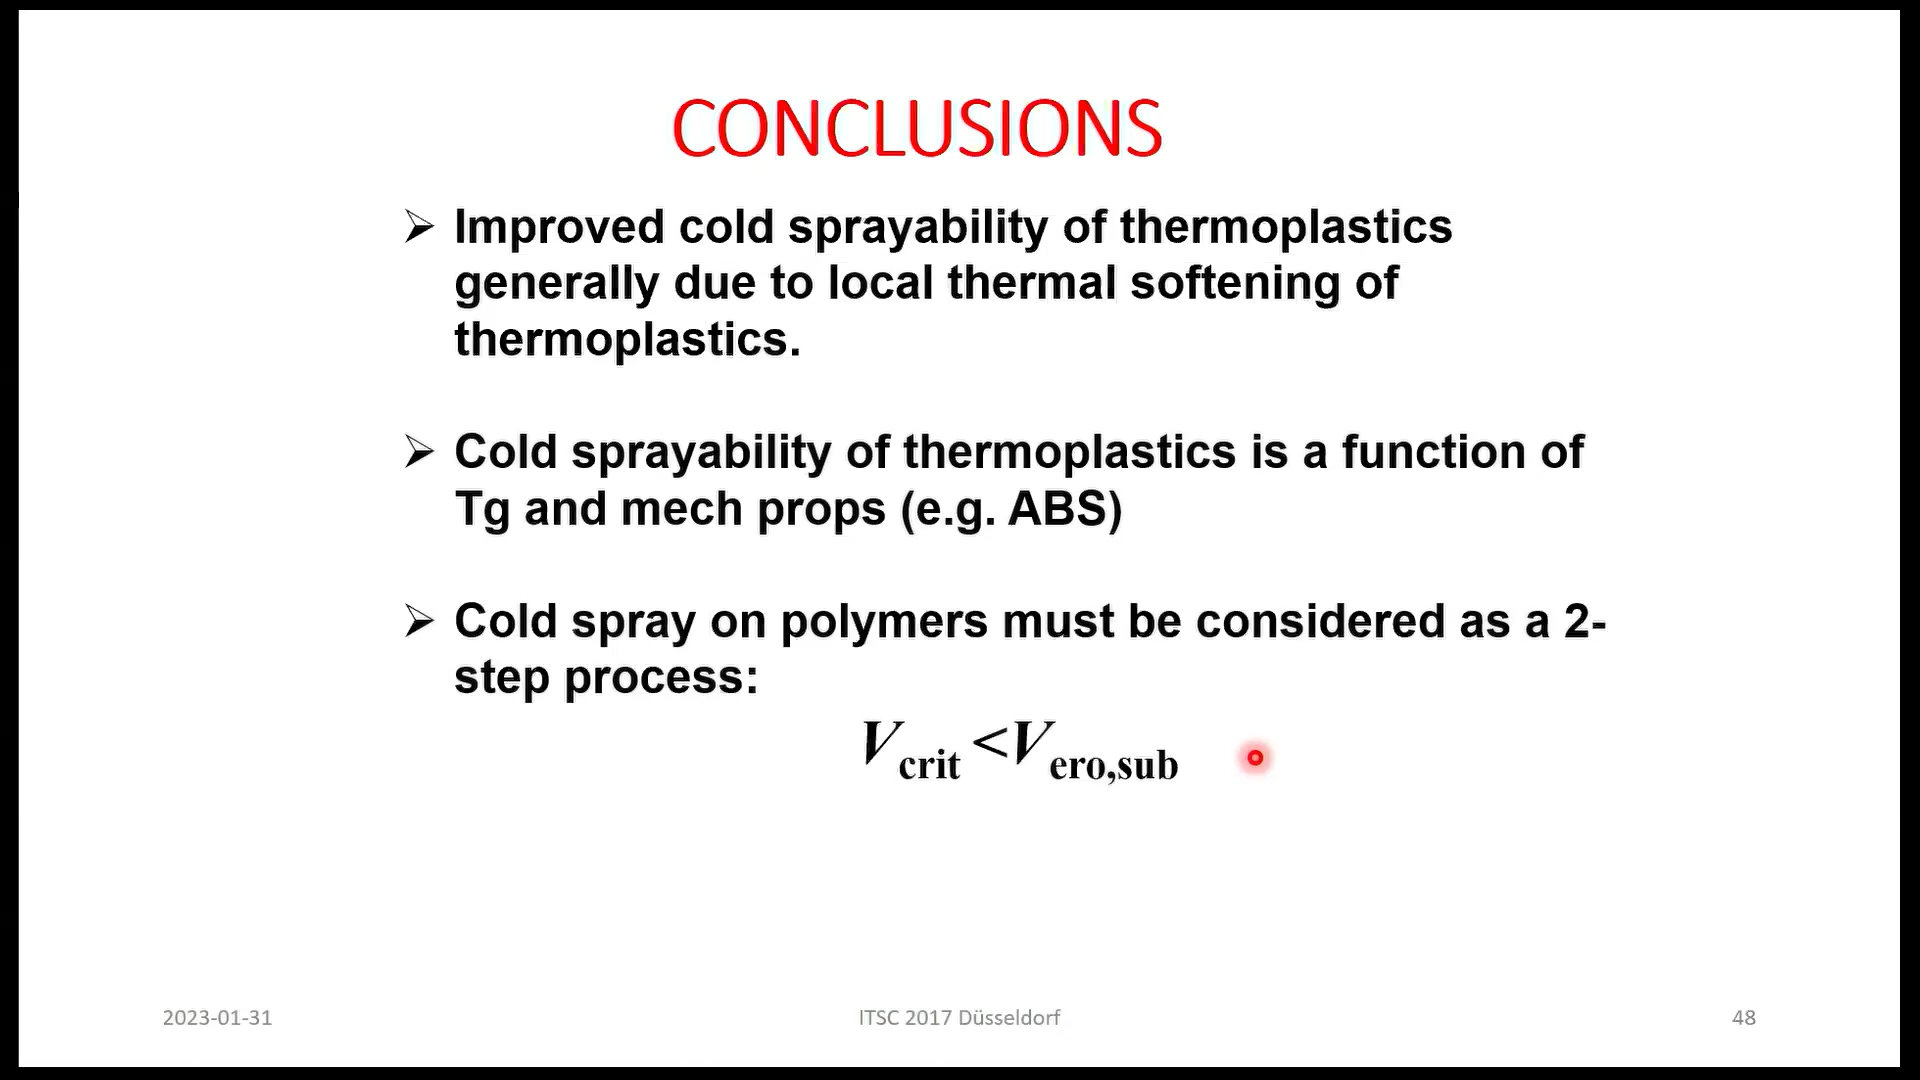 CONCLUSIONS
➢ Improved cold sprayability of thermoplastics
generally due to local thermal softening of
thermoplastics.
➢ Cold sprayability of thermoplastics is a function of
Tg and mech props (e.g. ABS)
➢ Cold spray on polymers must be considered as a 2-
step process:
V crit < V ero,sub
2023-01-31
ITSC 2017 Düsseldorf
48